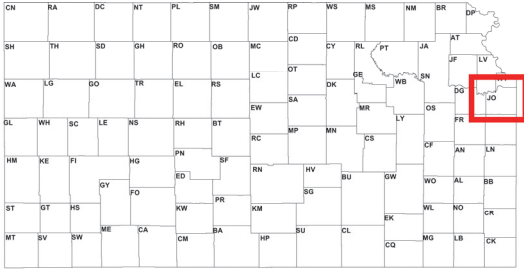 CN RA DC NT PL SM JW RP WS MS NM BR DP
CD AT
SH TH SD GH RO OB MC CY RL PT JA
OT JF LV
LC GE WB SN
WA LG GO TR EL RS DK DG JO
EW SA MR OS
GL WH SC LE NS RH BT LY FR
RC MP MN CS
CF AN LN
HM KE FI HG PN SF RN HV
ED BU GW
GY FO SG WO AL BB
PR
ST GT HS KW KM WL NO CR
EK
MT SV SW ME CA CM BA HP SU CL CQ MG LB CK